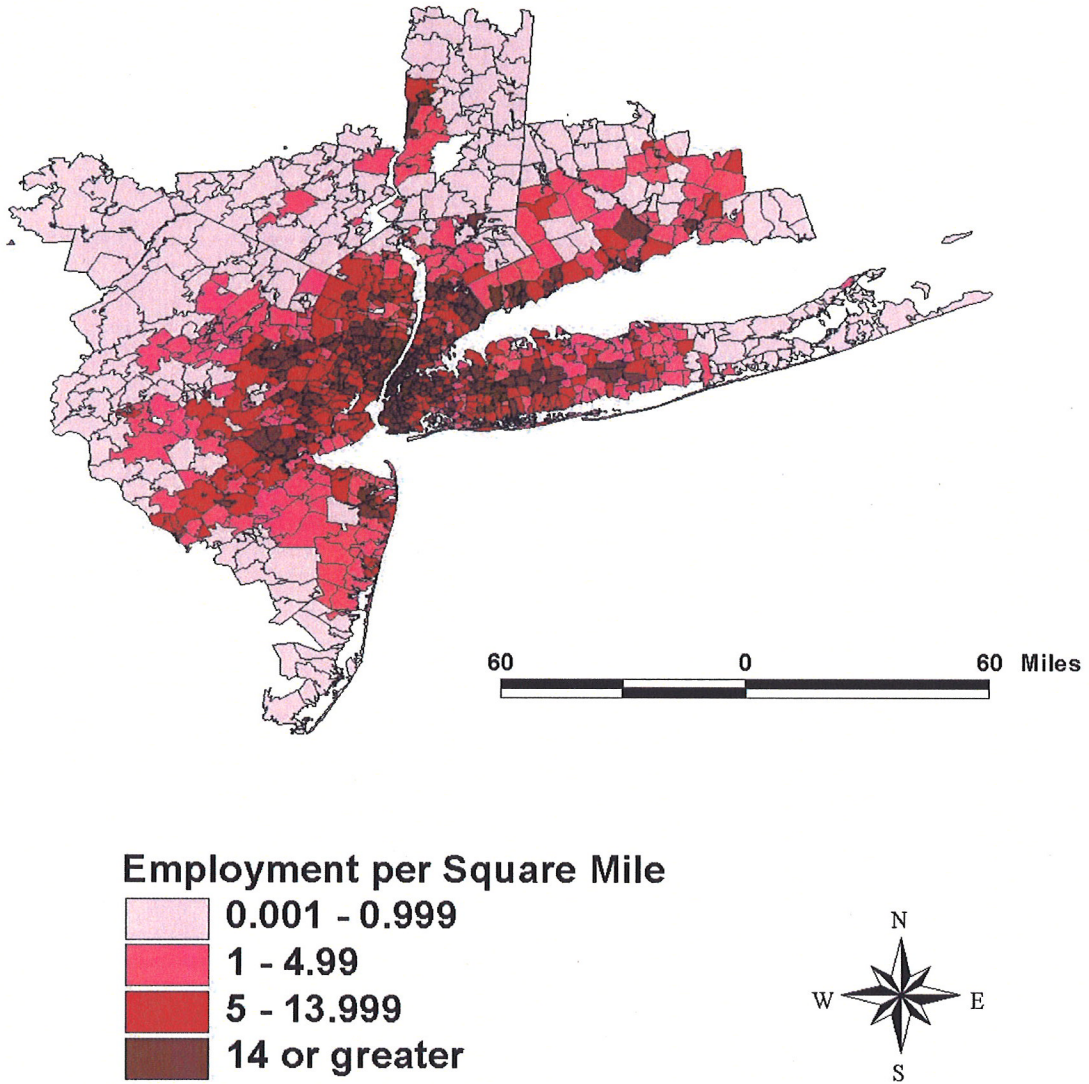 60 0 60 Miles
Employment per Square Mile
0.001 - 0.999
1 - 4.99
5 - 13.999
14 or greater
N
W E
S